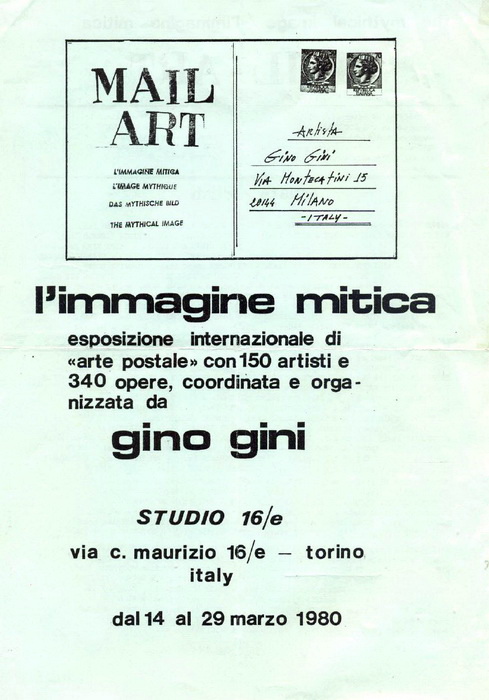 MAIL
ART
L'IMMAGINE MITICA
L'IMAGE MYTHIQUE
DAS MYTHISCHE BILD
THE MYTHICAL IMAGE
Artista
Gino Gini
Via Montecatini 15
20144 Milano
-ITALY-
l'immagine mitica
esposizione internazionale di
«arte postale» con 150 artisti e
340 opere, coordinata e orga-
nizzata da
gino gini
STUDIO 16/e
via c. maurizio 16/e — torino
italy
dal 14 al 29 marzo 1980